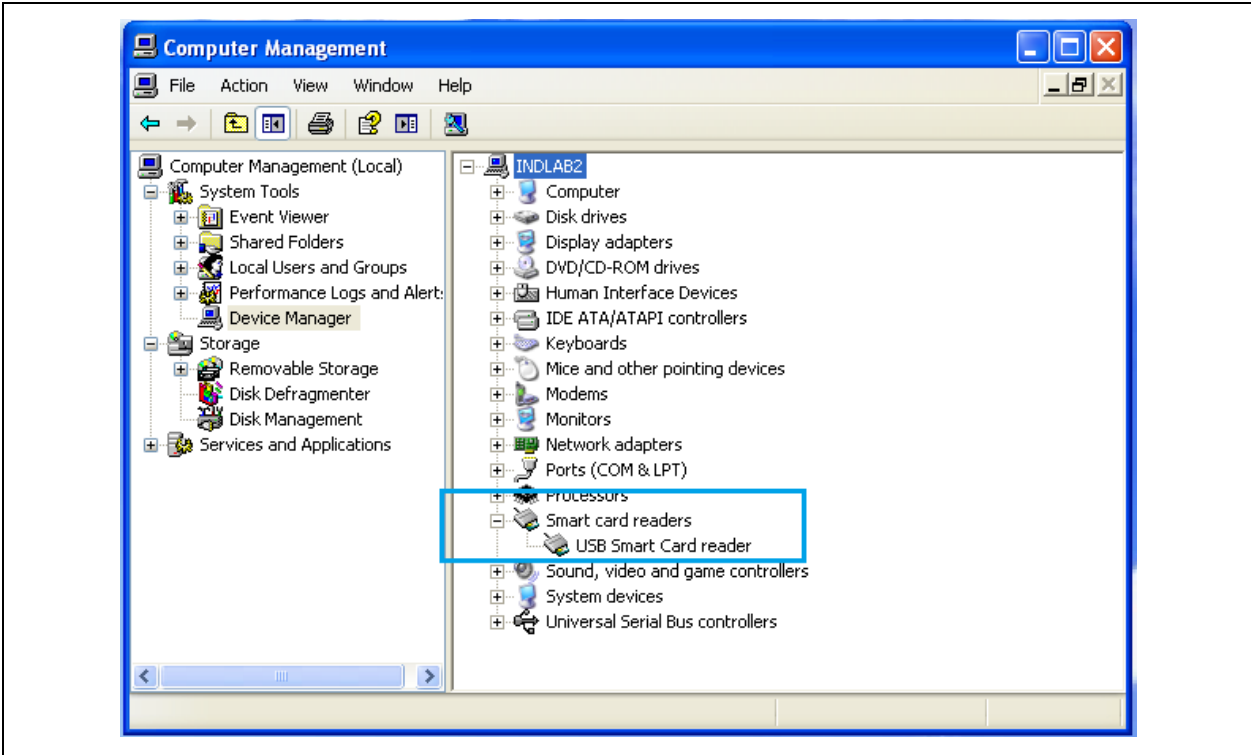 Computer Management
File Action View Window Help
Computer Management (Local)
System Tools
Event Viewer
Shared Folders
Local Users and Groups
Performance Logs and Alert:
Device Manager
Storage
Removable Storage
Disk Defragmenter
Disk Management
Services and Applications
INDLAB2
Computer
Disk drives
Display adapters
DVD/CD-ROM drives
Human Interface Devices
IDE ATA/ATAPI controllers
Keyboards
Mice and other pointing devices
Modems
Monitors
Network adapters
Ports (COM & LPT)
Processors
Smart card readers
USB Smart Card reader
Sound, video and game controllers
System devices
Universal Serial Bus controllers